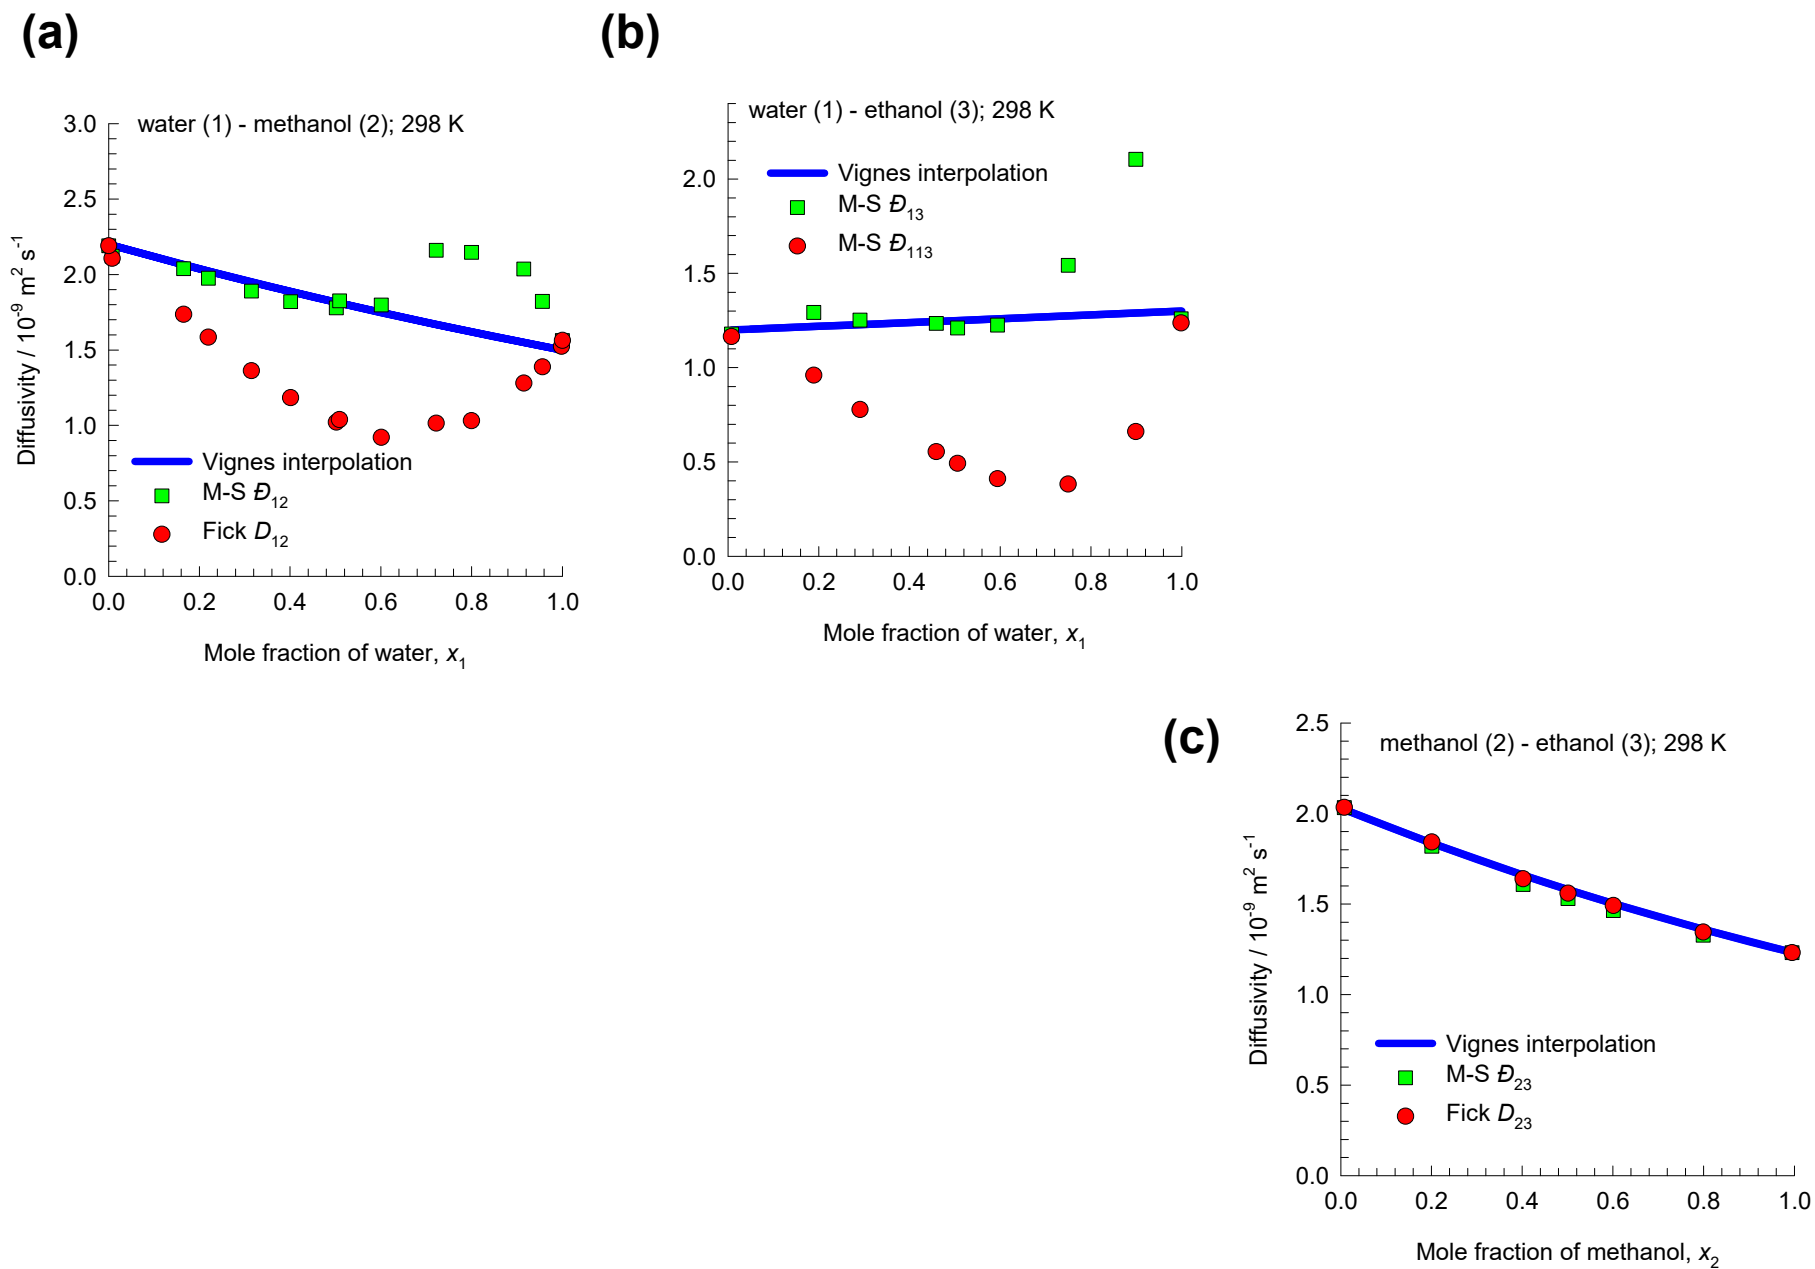 (a)
water (1) - methanol (2); 298 K
3.0
2.5
2.0
1.5
1.0
0.5
0.0
Diffusivity / 10⁻⁹ m² s⁻¹
Vignes interpolation
M-S Đ₁₂
Fick D₁₂
0.0 0.2 0.4 0.6 0.8 1.0
Mole fraction of water, x₁
(b)
water (1) - ethanol (3); 298 K
Vignes interpolation
M-S Đ₁₃
M-S Đ₁₁₃
2.0
1.5
1.0
0.5
0.0
0.0 0.2 0.4 0.6 0.8 1.0
Mole fraction of water, x₁
(c)
methanol (2) - ethanol (3); 298 K
2.5
2.0
1.5
1.0
0.5
0.0
Diffusivity / 10⁻⁹ m² s⁻¹
Vignes interpolation
M-S Đ₂₃
Fick D₂₃
0.0 0.2 0.4 0.6 0.8 1.0
Mole fraction of methanol, x₂